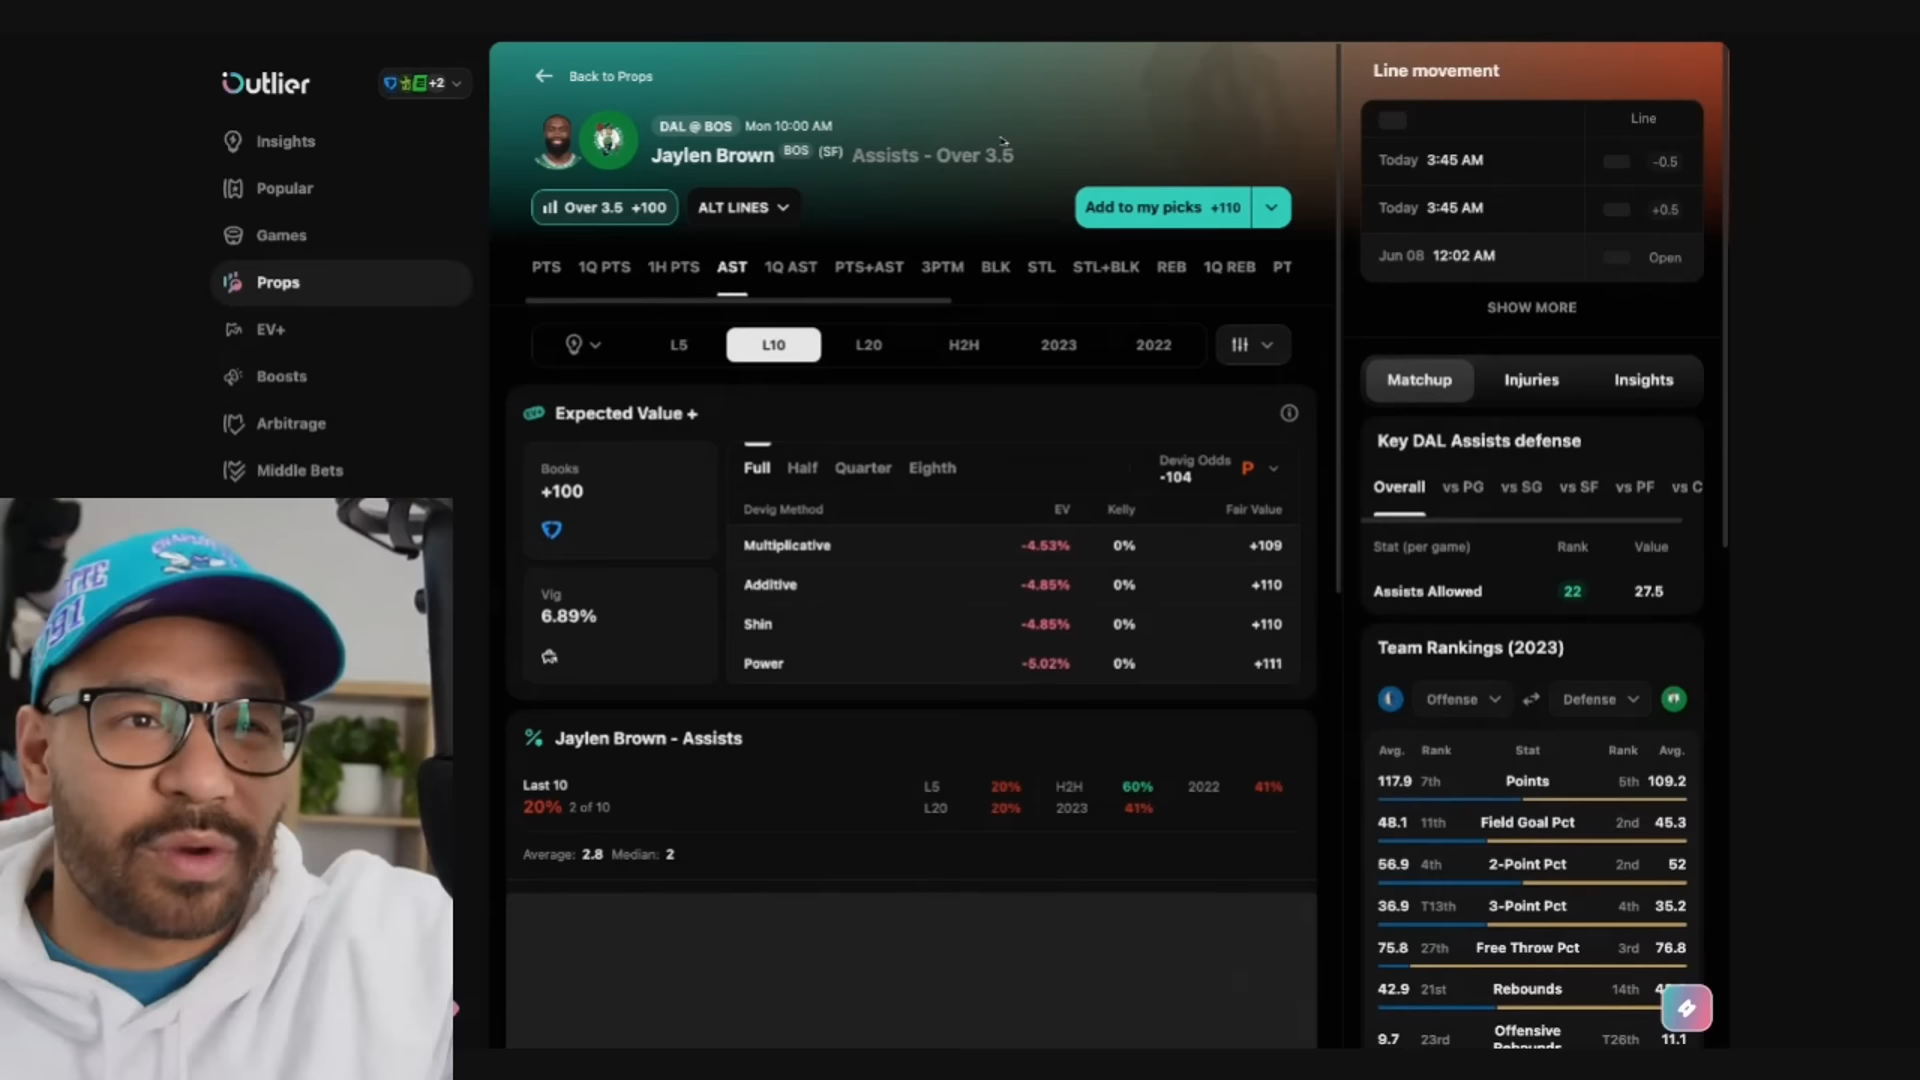 Outlier
+2
Insights
Popular
Games
Props
EV+
Boosts
Arbitrage
Middle Bets
Back to Props
DAL @ BOS Mon 10:00 AM
Jaylen Brown BOS (SF) Assists - Over 3.5
Over 3.5 +100 ALT LINES Add to my picks +110
PTS 1Q PTS 1H PTS AST 1Q AST PTS+AST 3PTM BLK STL STL+BLK REB 1Q REB PT
L5 L10 L20 H2H 2023 2022
Expected Value +
Books
+100
Vig
6.89%
Full Half Quarter Eighth Devig Odds P
-104
Devig Method EV Kelly Fair Value
Multiplicative -4.53% 0% +109
Additive -4.85% 0% +110
Shin -4.85% 0% +110
Power -5.02% 0% +111
Jaylen Brown - Assists
Last 10
20% 2 of 10
L5 20% H2H 60% 2022 41%
L20 20% 2023 41%
Average: 2.8 Median: 2
Line movement
Line
Today 3:45 AM -0.5
Today 3:45 AM +0.5
Jun 08 12:02 AM Open
SHOW MORE
Matchup Injuries Insights
Key DAL Assists defense
Overall vs PG vs SG vs SF vs PF vs C
Stat (per game) Rank Value
Assists Allowed 22 27.5
Team Rankings (2023)
Offense Defense
Avg. Rank Stat Rank Avg.
117.9 7th Points 5th 109.2
48.1 11th Field Goal Pct 2nd 45.3
56.9 4th 2-Point Pct 2nd 52
36.9 T13th 3-Point Pct 4th 35.2
75.8 27th Free Throw Pct 3rd 76.8
42.9 21st Rebounds 14th
9.7 23rd Offensive Rebounds T26th 11.1